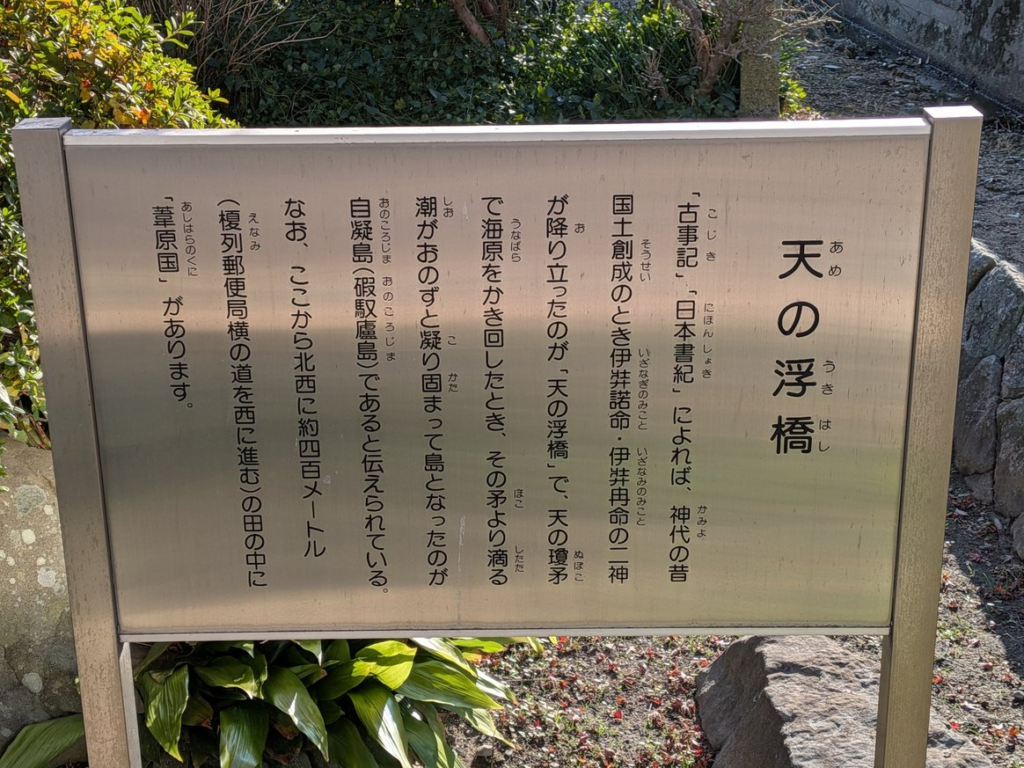 天の浮橋
「古事記」「日本書紀」によれば、神代の昔
国土創成のとき伊弉諾命・伊弉冉命の二神
が降り立ったのが「天の浮橋」で、天の瓊矛
で海原をかき回したとき、その矛より滴る
潮がおのずと凝り固まって島となったのが
自凝島(磤馭廬島)であると伝えられている。
なお、ここから北西に約四百メートル
(榎列郵便局横の道を西に進む)の田の中に
「葦原国」があります。